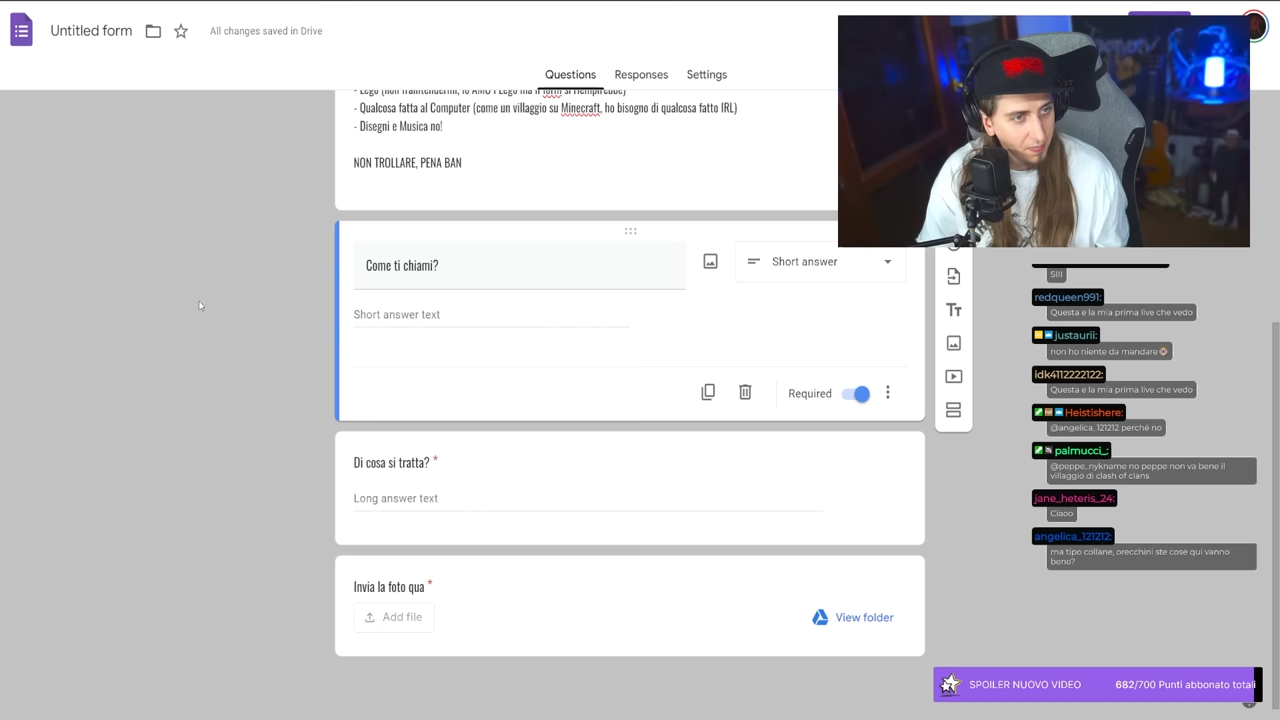 Untitled form
All changes saved in Drive
Questions
Responses
Settings
- Qualcosa fatta al Computer (come un villaggio su Minecraft, ho bisogno di qualcosa fatto IRL)
- Disegni e Musica no!
NON TROLLARE, PENA BAN
Come ti chiami?
Short answer
Short answer text
Required
Di cosa si tratta? *
Long answer text
Invia la foto qua *
Add file
View folder
SIII
redqueen991:
Questa e la mia prima live che vedo
justaurii:
non ho niente da mandare
idk4112222122:
Questa e la mia prima live che vedo
Heistishere:
@angelica_121212 perché no
palmucci_:
@peppe_nykname no peppe non va bene il
villaggio di clash of clans
jane_heteris_24:
Ciaoo
angelica_121212:
ma tipo collane, orecchini ste cose qui vanno
bene?
SPOILER NUOVO VIDEO
682/700 Punti abbonato totali